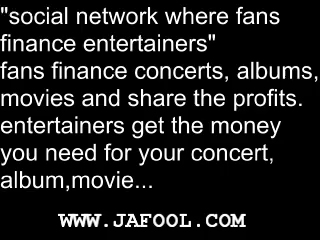 "social network where fans
finance entertainers"
fans finance concerts, albums,
movies and share the profits.
entertainers get the money
you need for your concert,
album,movie...
WWW.JAFOOL.COM